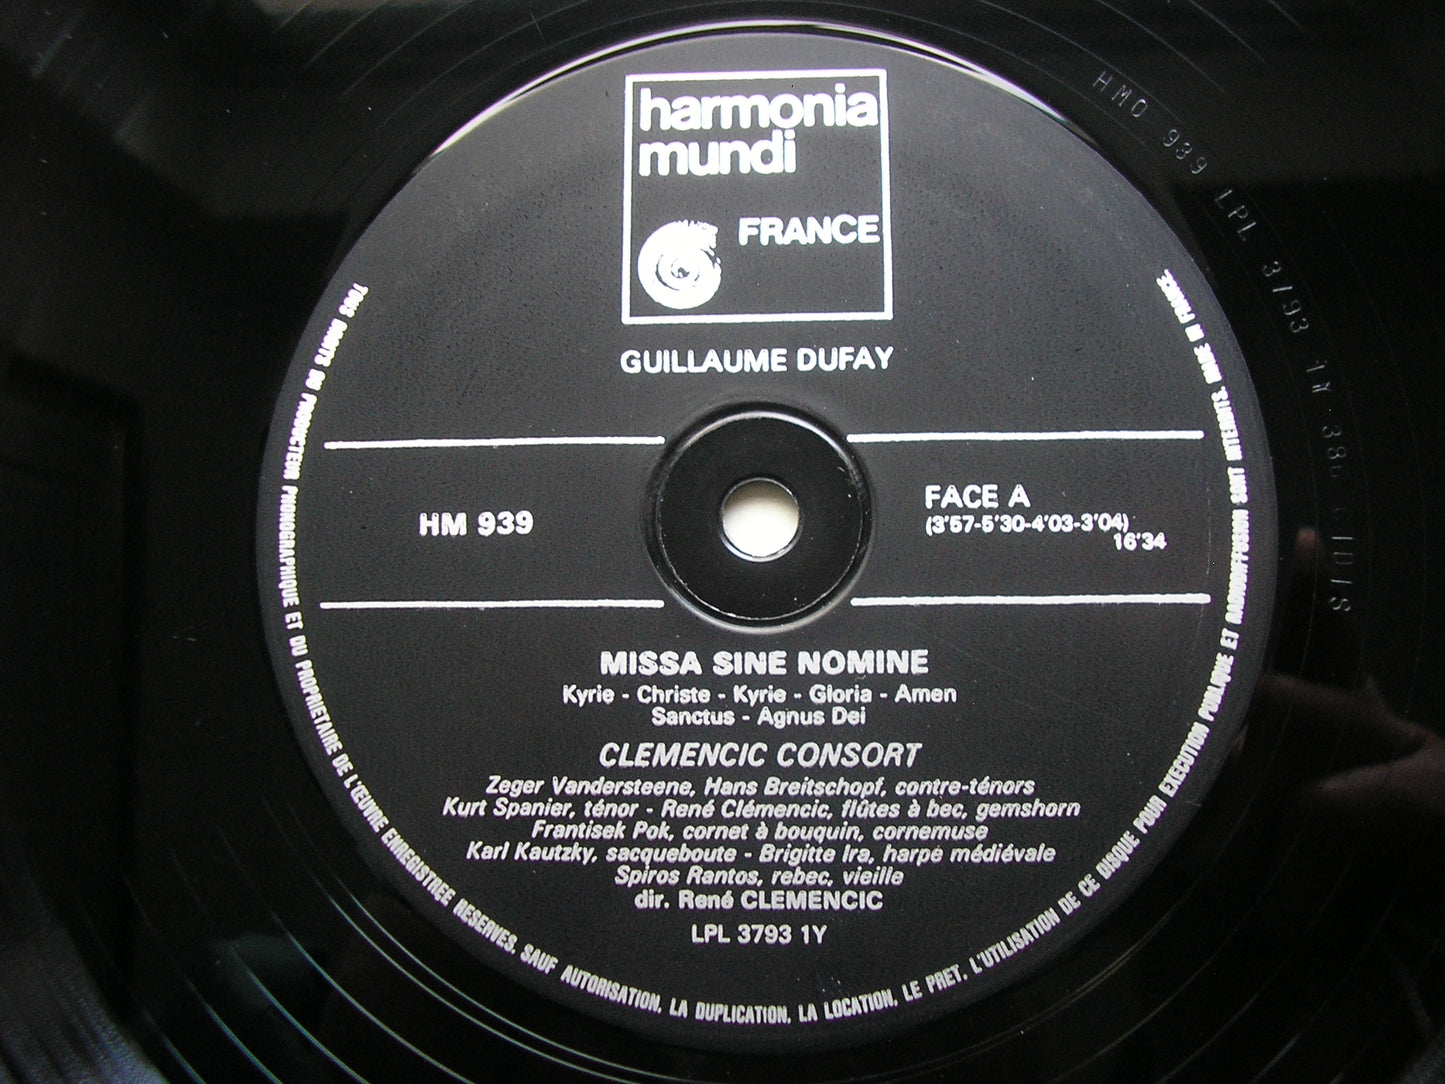 harmonia
mundi
FRANCE
GUILLAUME DUFAY
HM 939
FACE A
(3'57-5'30-4'03-3'04)
16'34
MISSA SINE NOMINE
Kyrie - Christe - Kyrie - Gloria - Amen
Sanctus - Agnus Dei
CLEMENCIC CONSORT
Zeger Vandersteene, Hans Breitschopf, contre-ténors
Kurt Spanier, ténor - René Clémencic, flûtes à bec, gemshorn
Frantisek Pok, cornet à bouquin, cornemuse
Karl Kautzky, sacqueboute - Brigitte Ira, harpe médiévale
Spiros Rantos, rebec, vieille
dir. René CLEMENCIC
LPL 3793 1Y
TOUS DROITS DU PRODUCTEUR PHONOGRAPHIQUE ET DU PROPRIETAIRE DE L'ŒUVRE ENREGISTREE RESERVES. SAUF AUTORISATION, LA DUPLICATION, LA LOCATION, LE PRET, L'UTILISATION DE CE DISQUE POUR EXECUTION PUBLIQUE ET RADIODIFFUSION SONT INTERDITS. MADE IN FRANCE.
HMO 939 LPL 3793 1Y